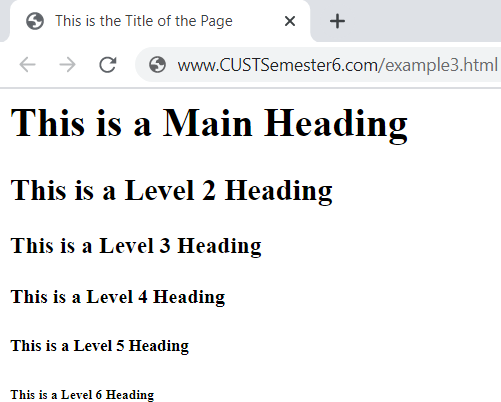 This is the Title of the Page
www.CUSTSemester6.com/example3.html
This is a Main Heading
This is a Level 2 Heading
This is a Level 3 Heading
This is a Level 4 Heading
This is a Level 5 Heading
This is a Level 6 Heading